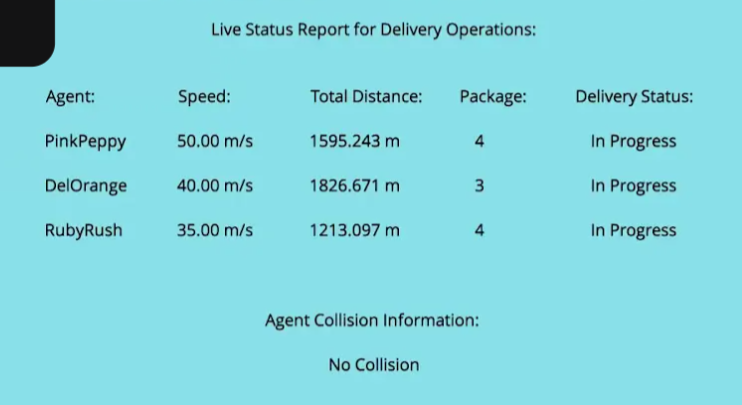 Live Status Report for Delivery Operations:
Agent: Speed: Total Distance: Package: Delivery Status:
PinkPeppy 50.00 m/s 1595.243 m 4 In Progress
DelOrange 40.00 m/s 1826.671 m 3 In Progress
RubyRush 35.00 m/s 1213.097 m 4 In Progress
Agent Collision Information:
No Collision